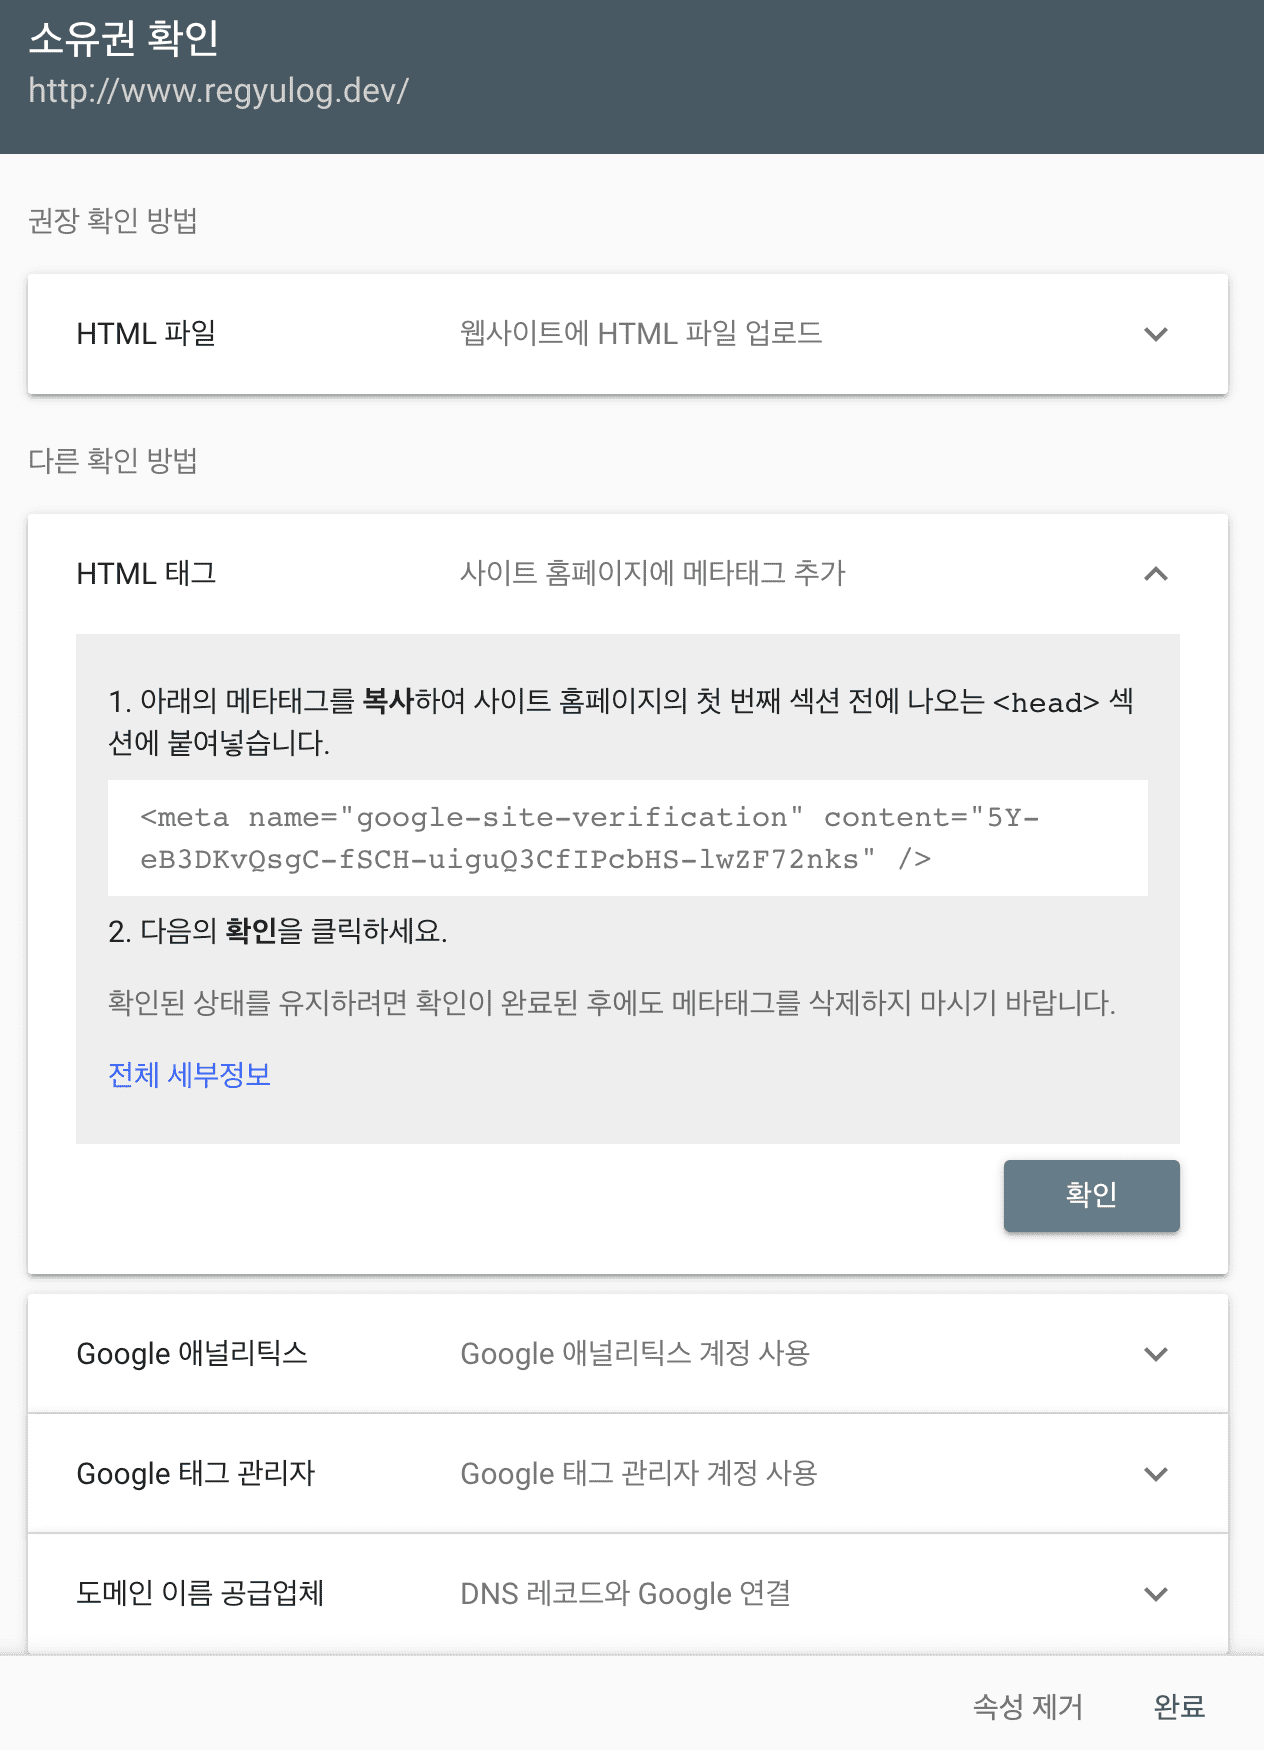 소유권 확인
http://www.regyulog.dev/
권장 확인 방법
HTML 파일 웹사이트에 HTML 파일 업로드
다른 확인 방법
HTML 태그 사이트 홈페이지에 메타태그 추가
1. 아래의 메타태그를 복사하여 사이트 홈페이지의 첫 번째 섹션 전에 나오는 <head> 섹
션에 붙여넣습니다.
<meta name="google-site-verification" content="5Y-
eB3DKvQsgC-fSCH-uiguQ3CfIPcbHS-lwZF72nks" />
2. 다음의 확인을 클릭하세요.
확인된 상태를 유지하려면 확인이 완료된 후에도 메타태그를 삭제하지 마시기 바랍니다.
전체 세부정보
확인
Google 애널리틱스 Google 애널리틱스 계정 사용
Google 태그 관리자 Google 태그 관리자 계정 사용
도메인 이름 공급업체 DNS 레코드와 Google 연결
속성 제거 완료